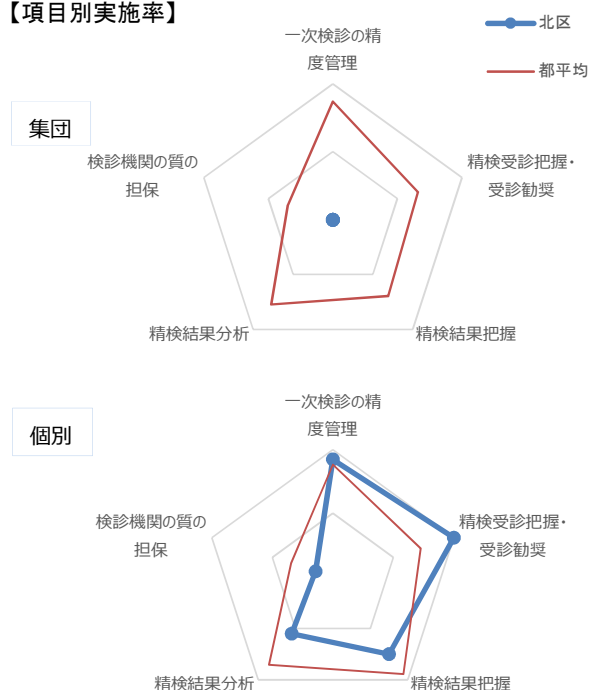 【項目別実施率】
北区
都平均
集団
一次検診の精
度管理
精検受診把握・
受診勧奨
精検結果把握
精検結果分析
検診機関の質の
担保
個別
一次検診の精
度管理
精検受診把握・
受診勧奨
精検結果把握
精検結果分析
検診機関の質の
担保